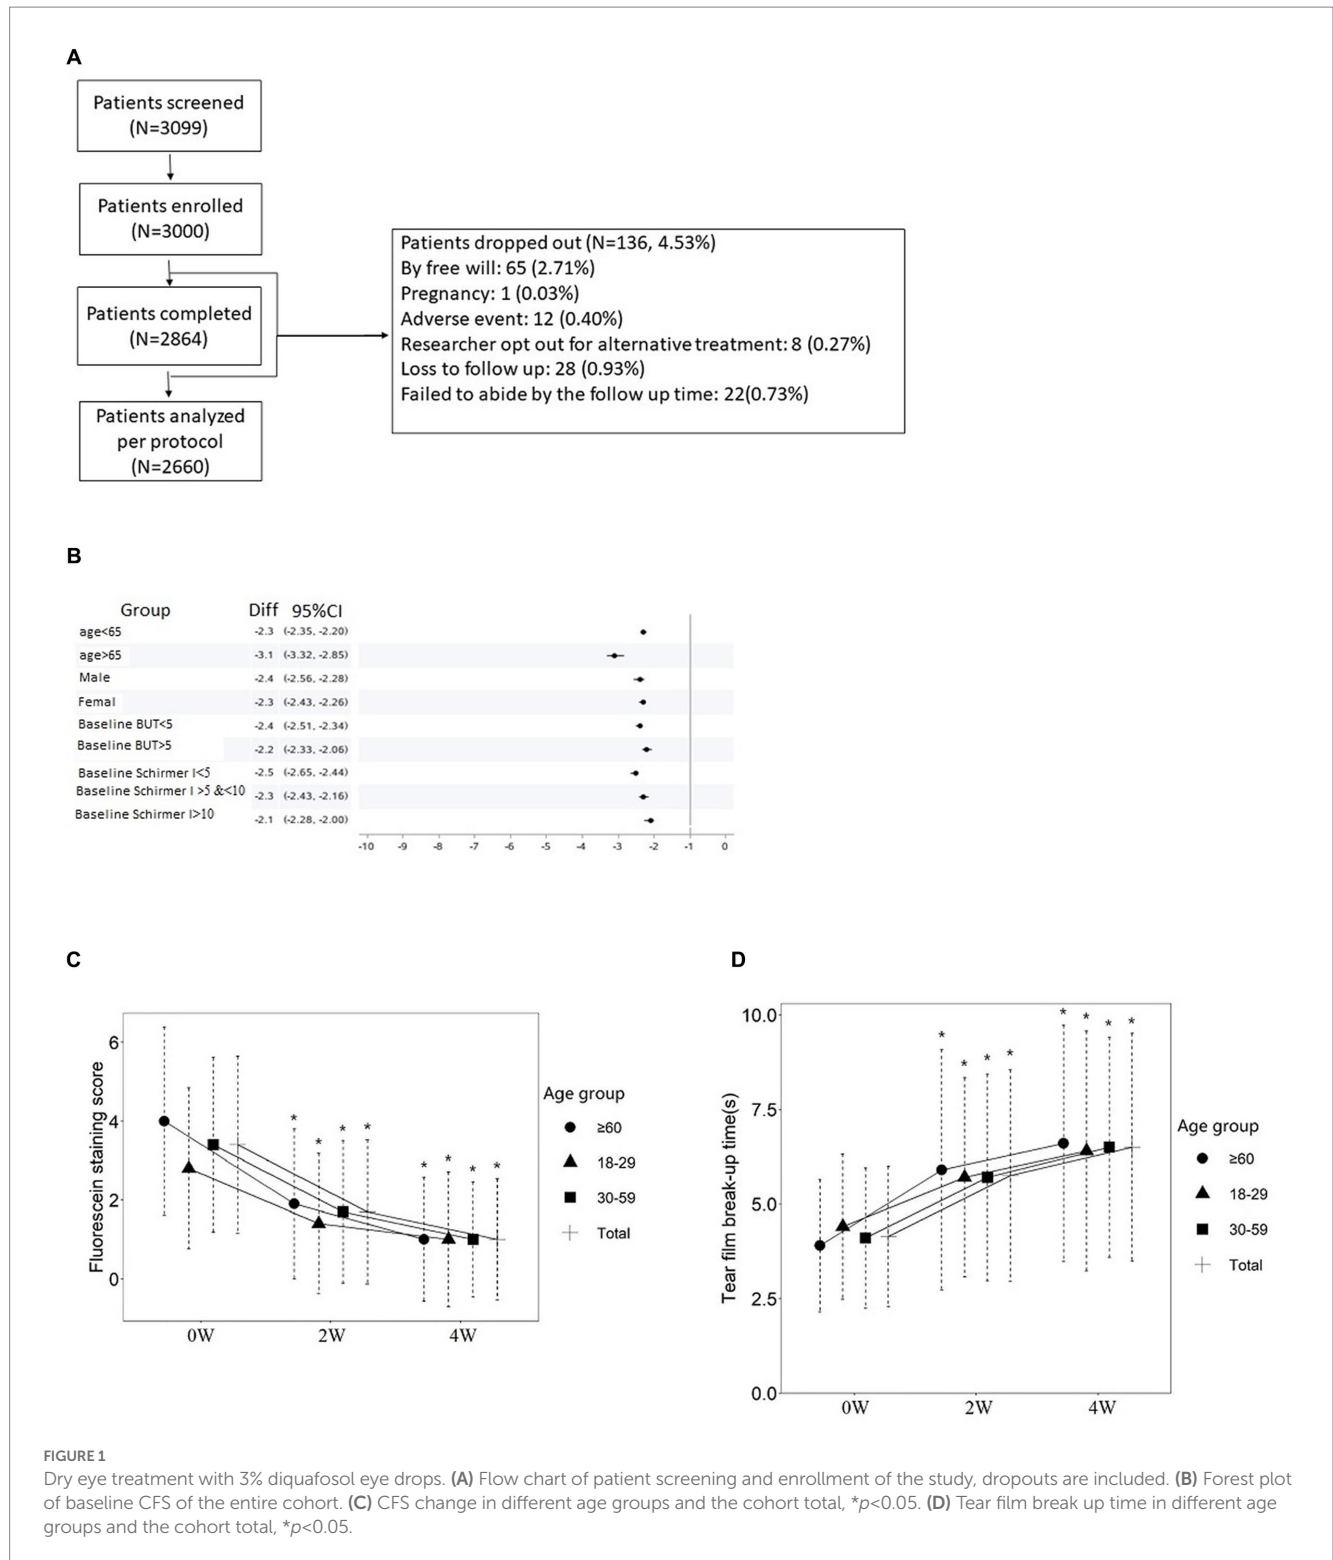 A
Patients screened
(N=3099)
Patients enrolled
(N=3000)
Patients completed
(N=2864)
Patients analyzed
per protocol
(N=2660)
Patients dropped out (N=136, 4.53%)
By free will: 65 (2.71%)
Pregnancy: 1 (0.03%)
Adverse event: 12 (0.40%)
Researcher opt out for alternative treatment: 8 (0.27%)
Loss to follow up: 28 (0.93%)
Failed to abide by the follow up time: 22(0.73%)
B
Group Diff 95%CI
age<65 -2.3 (-2.35, -2.20)
age>65 -3.1 (-3.32, -2.85)
Male -2.4 (-2.56, -2.28)
Femal -2.3 (-2.43, -2.26)
Baseline BUT<5 -2.4 (-2.51, -2.34)
Baseline BUT>5 -2.2 (-2.33, -2.06)
Baseline Schirmer I<5 -2.5 (-2.65, -2.44)
Baseline Schirmer I >5 &<10 -2.3 (-2.43, -2.16)
Baseline Schirmer I>10 -2.1 (-2.28, -2.00)
-10 -9 -8 -7 -6 -5 -4 -3 -2 -1 0
C
Fluorescein staining score
6
4
2
0
* * * * * * * *
0W 2W 4W
Age group
≥60
18-29
30-59
Total
D
Tear film break-up time(s)
10.0
7.5
5.0
2.5
0.0
* * * * * * * *
0W 2W 4W
Age group
≥60
18-29
30-59
Total
FIGURE 1
Dry eye treatment with 3% diquafosol eye drops. (A) Flow chart of patient screening and enrollment of the study, dropouts are included. (B) Forest plot
of baseline CFS of the entire cohort. (C) CFS change in different age groups and the cohort total, *p<0.05. (D) Tear film break up time in different age
groups and the cohort total, *p<0.05.